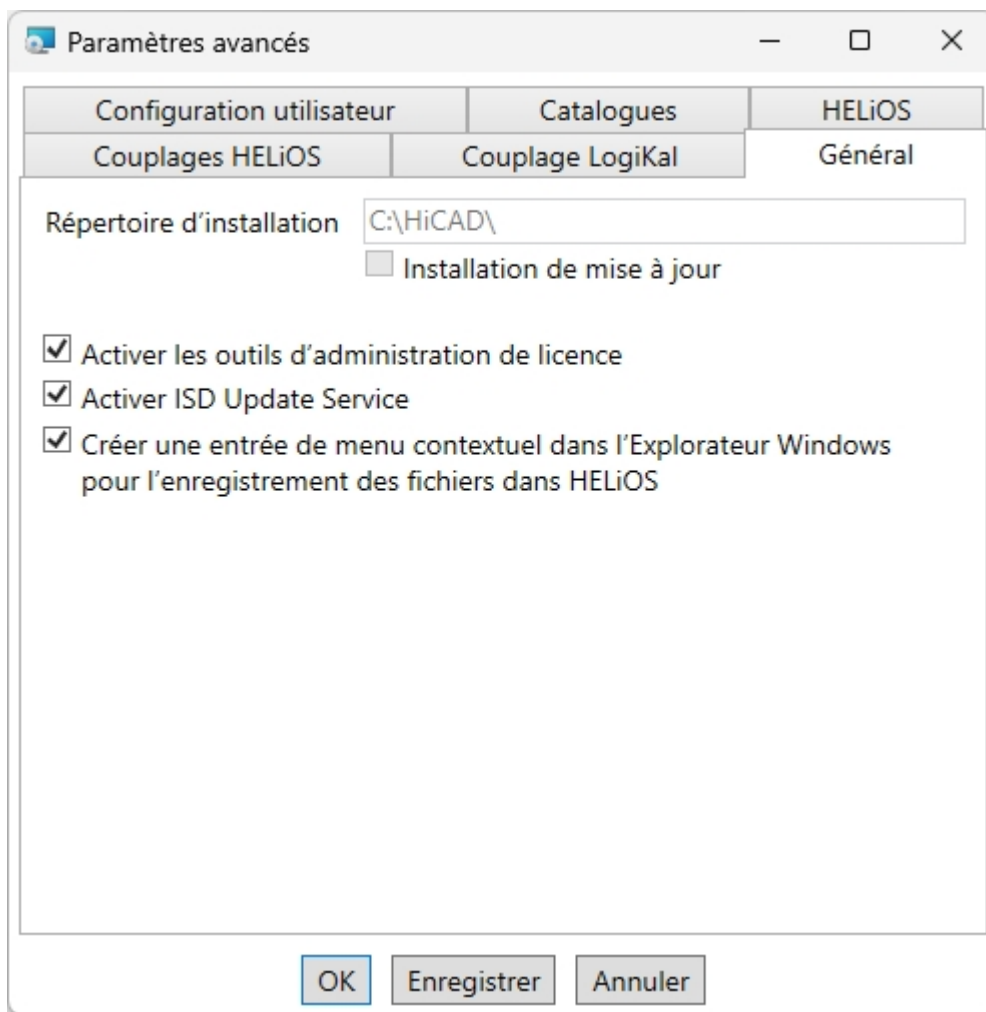 Paramètres avancés
Configuration utilisateur
Catalogues
HELiOS
Couplages HELiOS
Couplage LogiKal
Général
Répertoire d’installation
C:\HiCAD\
Installation de mise à jour
Activer les outils d’administration de licence
Activer ISD Update Service
Créer une entrée de menu contextuel dans l’Explorateur Windows
pour l’enregistrement des fichiers dans HELiOS
OK
Enregistrer
Annuler